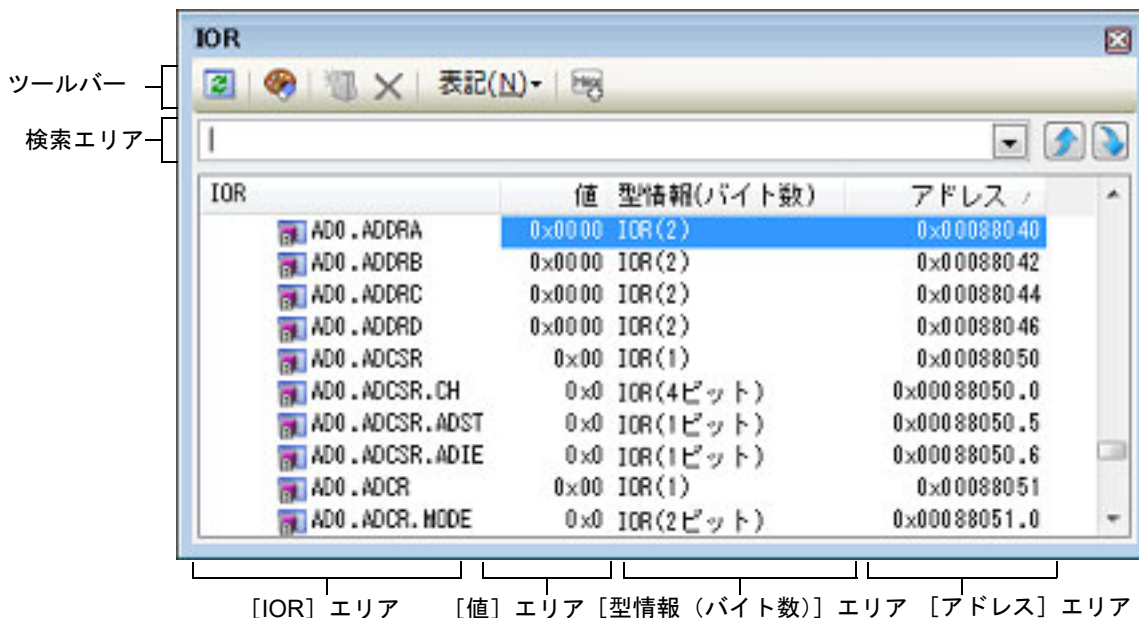 IOR
ツールバー
表記(N)
検索エリア
IOR 値 型情報(バイト数) アドレス
AD0.ADDRA 0x0000 IOR(2) 0x00088040
AD0.ADDRB 0x0000 IOR(2) 0x00088042
AD0.ADDRC 0x0000 IOR(2) 0x00088044
AD0.ADDRD 0x0000 IOR(2) 0x00088046
AD0.ADCSR 0x00 IOR(1) 0x00088050
AD0.ADCSR.CH 0x0 IOR(4ビット) 0x00088050.0
AD0.ADCSR.ADST 0x0 IOR(1ビット) 0x00088050.5
AD0.ADCSR.ADIE 0x0 IOR(1ビット) 0x00088050.6
AD0.ADCR 0x00 IOR(1) 0x00088051
AD0.ADCR.MODE 0x0 IOR(2ビット) 0x00088051.0
［IOR］エリア ［値］エリア ［型情報（バイト数）］エリア ［アドレス］エリア